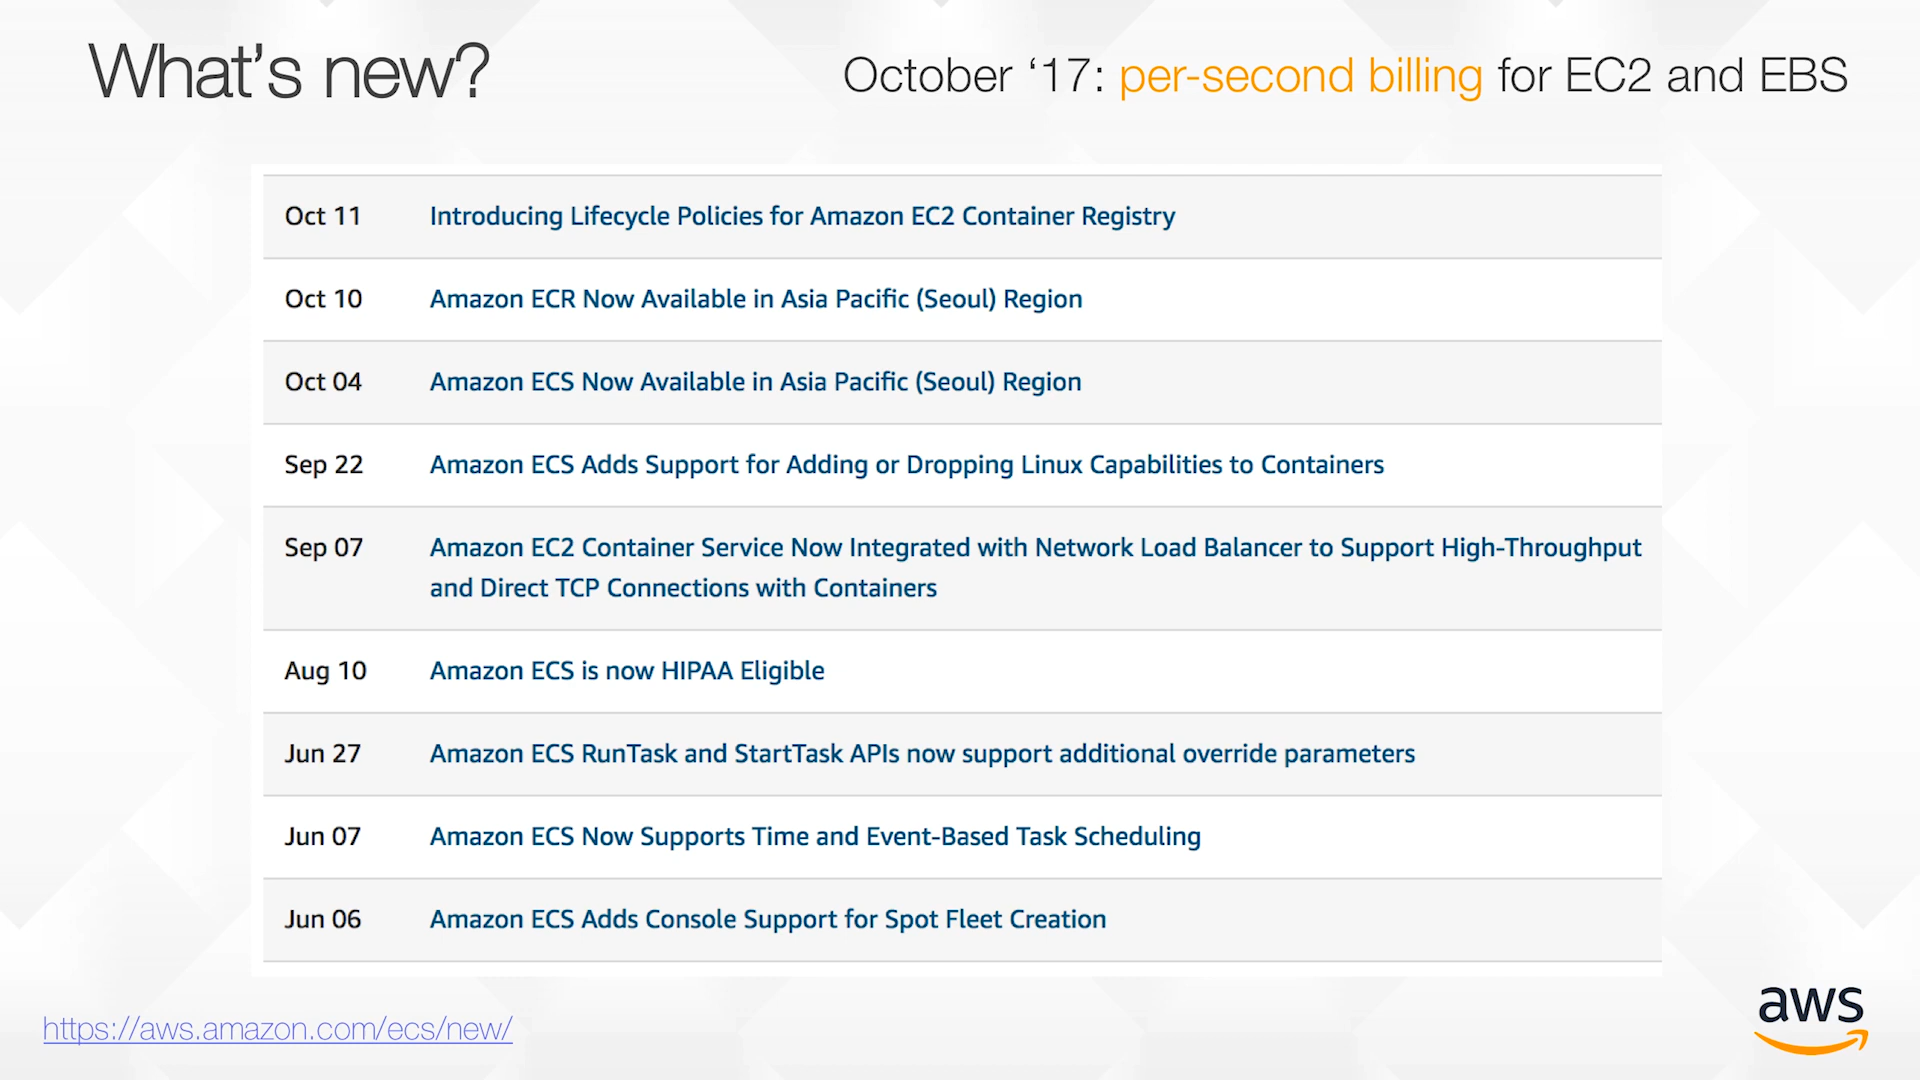 What’s new?
October ‘17: per-second billing for EC2 and EBS
Oct 11 Introducing Lifecycle Policies for Amazon EC2 Container Registry
Oct 10 Amazon ECR Now Available in Asia Pacific (Seoul) Region
Oct 04 Amazon ECS Now Available in Asia Pacific (Seoul) Region
Sep 22 Amazon ECS Adds Support for Adding or Dropping Linux Capabilities to Containers
Sep 07 Amazon EC2 Container Service Now Integrated with Network Load Balancer to Support High-Throughput
and Direct TCP Connections with Containers
Aug 10 Amazon ECS is now HIPAA Eligible
Jun 27 Amazon ECS RunTask and StartTask APIs now support additional override parameters
Jun 07 Amazon ECS Now Supports Time and Event-Based Task Scheduling
Jun 06 Amazon ECS Adds Console Support for Spot Fleet Creation
https://aws.amazon.com/ecs/new/
aws